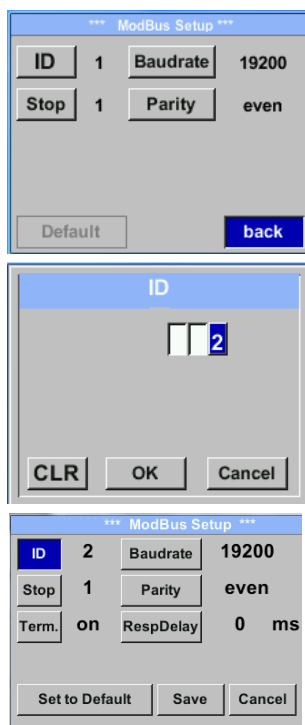 *** ModBus Setup ***
ID 1 Baudrate 19200
Stop 1 Parity even
Default back
ID
2
CLR OK Cancel
*** ModBus Setup ***
ID 2 Baudrate 19200
Stop 1 Parity even
Term. on RespDelay 0 ms
Set to Default Save Cancel